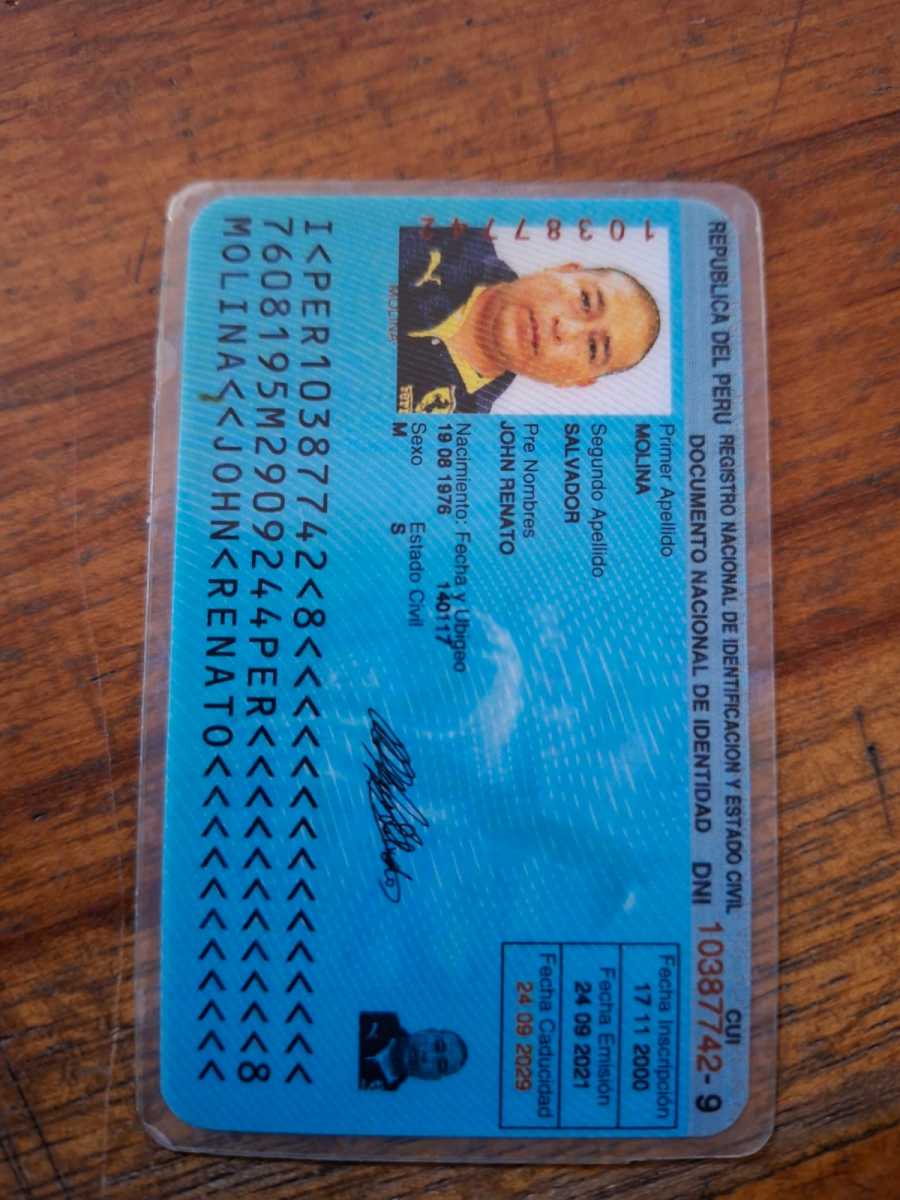 REPUBLICA DEL PERU REGISTRO NACIONAL DE IDENTIFICACION Y ESTADO CIVIL
DOCUMENTO NACIONAL DE IDENTIDAD DNI
CUI
10387742-9
10387742
MOLINA
Primer Apellido
MOLINA
Segundo Apellido
SALVADOR
Pre Nombres
JOHN RENATO
Nacimiento: Fecha y Ubigeo
19 08 1976 140117
Sexo Estado Civil
M S
Fecha Inscripción
17 11 2000
Fecha Emisión
24 09 2021
Fecha Caducidad
24 09 2029
I<PER10387742<8<<<<<<<<<<<<<<<
7608195M2909244PER<<<<<<<<<<<8
MOLINA<<JOHN<RENATO<<<<<<<<<<<